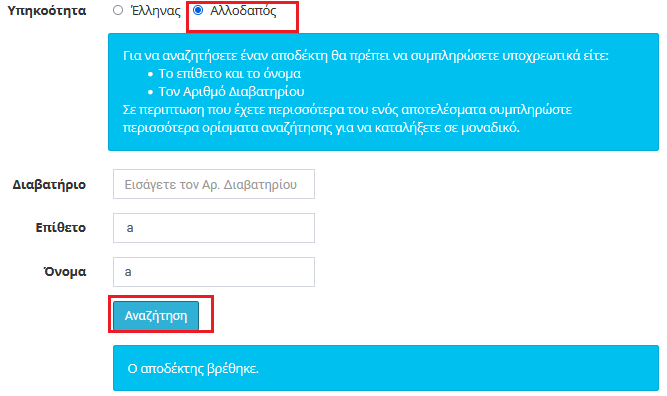 Υπηκοότητα Έλληνας Αλλοδαπός
Για να αναζητήσετε έναν αποδέκτη θα πρέπει να συμπληρώσετε υποχρεωτικά είτε:
• Το επίθετο και το όνομα
• Τον Αριθμό Διαβατηρίου
Σε περιπτωση που έχετε περισσότερα του ενός αποτελέσματα συμπληρώστε
περισσότερα ορίσματα αναζήτησης για να καταλήξετε σε μοναδικό.
Διαβατήριο Εισάγετε τον Αρ. Διαβατηρίου
Επίθετο a
Όνομα a
Αναζήτηση
Ο αποδέκτης βρέθηκε.